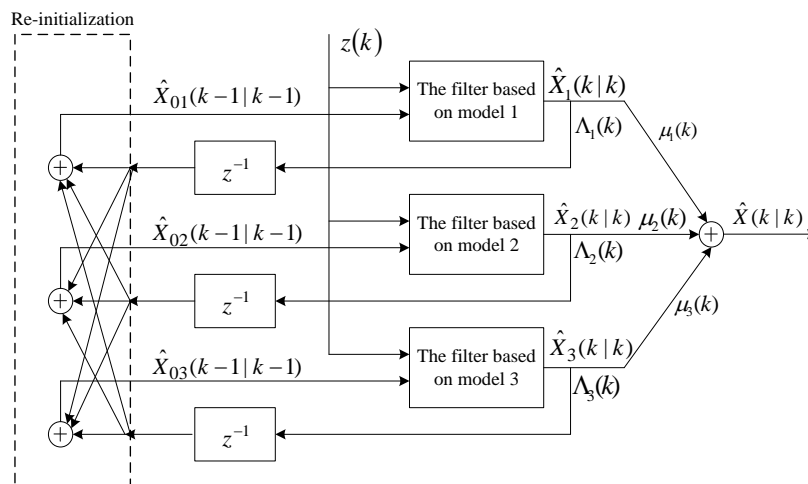 Re-initialization
z(k)
X̂₀₁(k−1|k−1)
The filter based
on model 1
X̂₁(k|k)
Λ₁(k)
μ₁(k)
z⁻¹
X̂₀₂(k−1|k−1)
The filter based
on model 2
X̂₂(k|k) μ₂(k)
Λ₂(k)
X̂(k|k)
z⁻¹
X̂₀₃(k−1|k−1)
The filter based
on model 3
X̂₃(k|k)
Λ₃(k)
μ₃(k)
z⁻¹